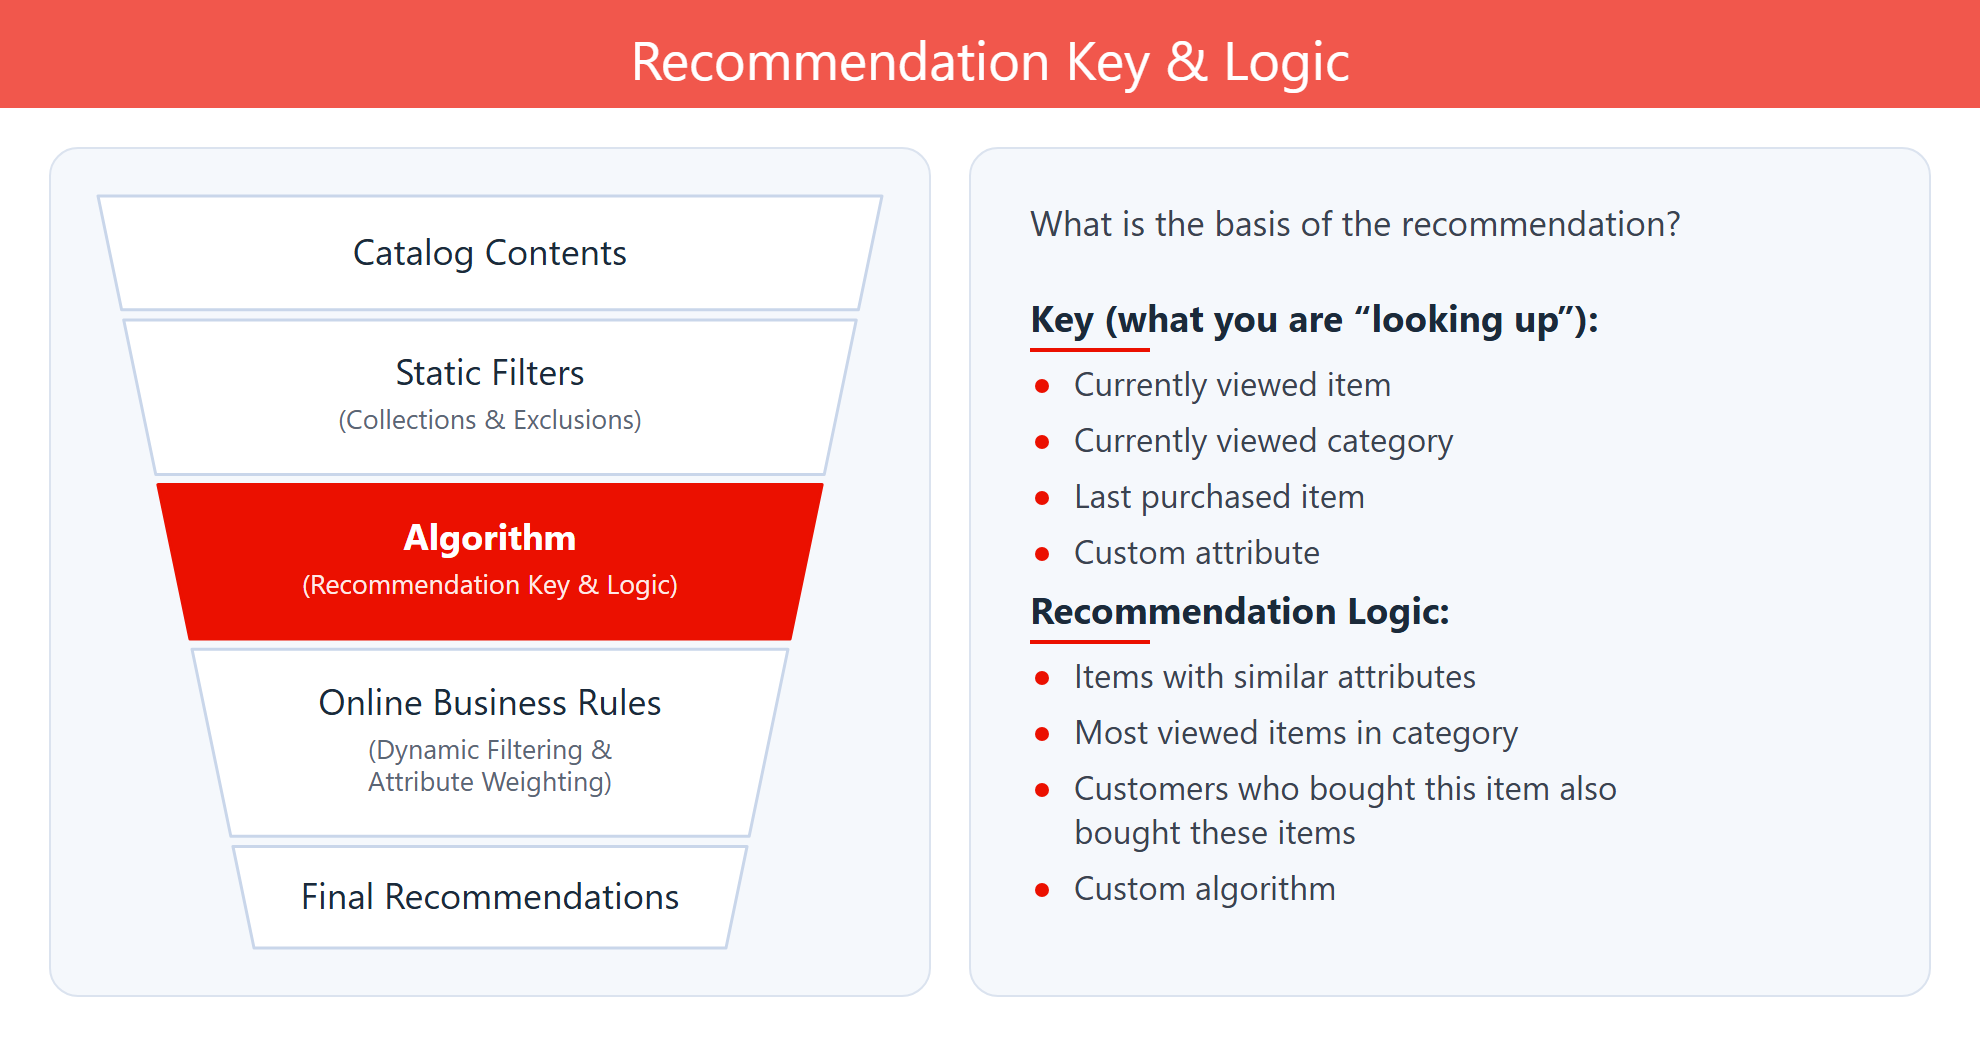 Recommendation Key & Logic
Catalog Contents
Static Filters
(Collections & Exclusions)
Algorithm
(Recommendation Key & Logic)
Online Business Rules
(Dynamic Filtering &
Attribute Weighting)
Final Recommendations
What is the basis of the recommendation?
Key (what you are “looking up”):
Currently viewed item
Currently viewed category
Last purchased item
Custom attribute
Recommendation Logic:
Items with similar attributes
Most viewed items in category
Customers who bought this item also
bought these items
Custom algorithm